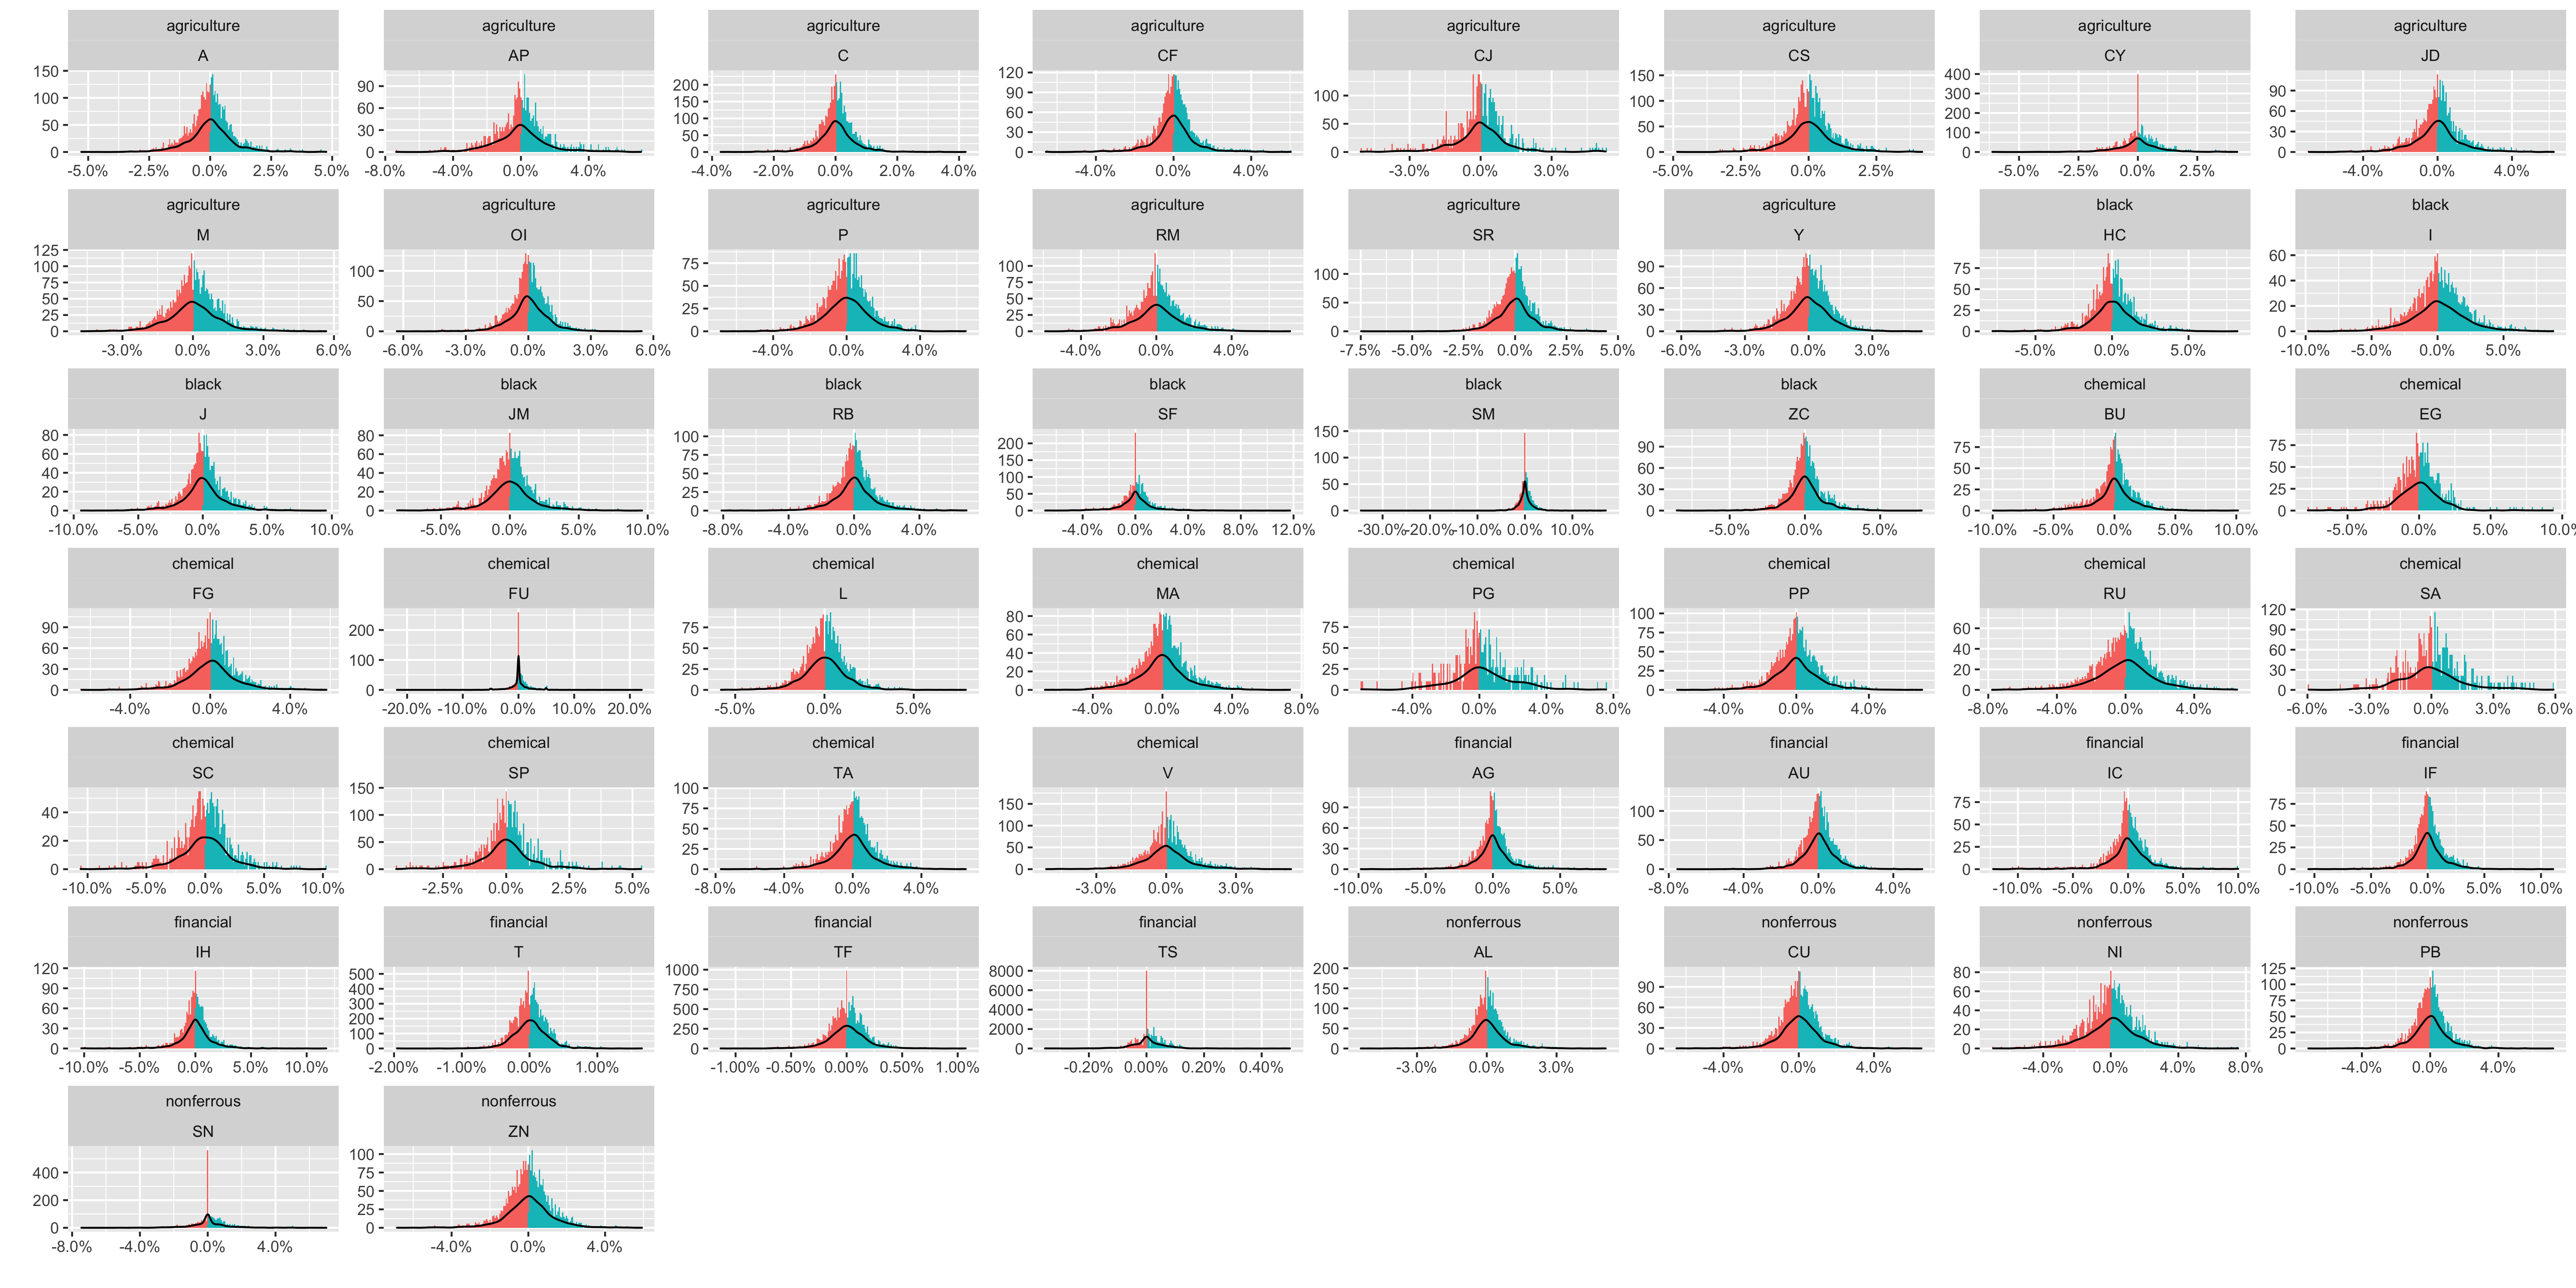 agriculture agriculture agriculture agriculture agriculture agriculture agriculture agriculture
A AP C CF CJ CS CY JD
150 100 50 0 90 60 30 0 200 150 100 50 0 120 90 60 30 0 100 50 0 150 100 50 0 400 300 200 100 0 90 60 30 0
-5.0% -2.5% 0.0% 2.5% 5.0% -8.0% -4.0% 0.0% 4.0% -4.0% -2.0% 0.0% 2.0% 4.0% -4.0% 0.0% 4.0% -3.0% 0.0% 3.0% -5.0% -2.5% 0.0% 2.5% -5.0% -2.5% 0.0% 2.5% -4.0% 0.0% 4.0%
agriculture agriculture agriculture agriculture agriculture agriculture black black
M OI P RM SR Y HC I
125 100 75 50 25 0 100 50 0 75 50 25 0 100 75 50 25 0 100 50 0 90 60 30 0 75 50 25 0 60 40 20 0
-3.0% 0.0% 3.0% 6.0% -6.0% -3.0% 0.0% 3.0% 6.0% -4.0% 0.0% 4.0% -4.0% 0.0% 4.0% -7.5% -5.0% -2.5% 0.0% 2.5% 5.0% -6.0% -3.0% 0.0% 3.0% -5.0% 0.0% 5.0% -10.0% -5.0% 0.0% 5.0%
black black black black black black chemical chemical
J JM RB SF SM ZC BU EG
80 60 40 20 0 80 60 40 20 0 100 75 50 25 0 200 150 100 50 0 150 100 50 0 90 60 30 0 75 50 25 0 75 50 25 0
-10.0% -5.0% 0.0% 5.0% 10.0% -5.0% 0.0% 5.0% 10.0% -8.0% -4.0% 0.0% 4.0% -4.0% 0.0% 4.0% 8.0% 12.0% -30.0% -20.0% -10.0% 0.0% 10.0% -5.0% 0.0% 5.0% -10.0% -5.0% 0.0% 5.0% 10.0% -5.0% 0.0% 5.0% 10.0%
chemical chemical chemical chemical chemical chemical chemical chemical
FG FU L MA PG PP RU SA
90 60 30 0 200 100 0 75 50 25 0 80 60 40 20 0 75 50 25 0 100 75 50 25 0 60 40 20 0 120 90 60 30 0
-4.0% 0.0% 4.0% -20.0% -10.0% 0.0% 10.0% 20.0% -5.0% 0.0% 5.0% -4.0% 0.0% 4.0% 8.0% -4.0% 0.0% 4.0% 8.0% -4.0% 0.0% 4.0% -8.0% -4.0% 0.0% 4.0% -6.0% -3.0% 0.0% 3.0% 6.0%
chemical chemical chemical chemical financial financial financial financial
SC SP TA V AG AU IC IF
40 20 0 150 100 50 0 100 75 50 25 0 150 100 50 0 90 60 30 0 100 50 0 75 50 25 0 75 50 25 0
-10.0% -5.0% 0.0% 5.0% 10.0% -2.5% 0.0% 2.5% 5.0% -8.0% -4.0% 0.0% 4.0% -3.0% 0.0% 3.0% -10.0% -5.0% 0.0% 5.0% -8.0% -4.0% 0.0% 4.0% -10.0% -5.0% 0.0% 5.0% 10.0% -10.0% -5.0% 0.0% 5.0% 10.0%
financial financial financial financial nonferrous nonferrous nonferrous nonferrous
IH T TF TS AL CU NI PB
120 90 60 30 0 500 400 300 200 100 0 1000 750 500 250 0 8000 6000 4000 2000 0 200 150 100 50 0 90 60 30 0 80 60 40 20 0 125 100 75 50 25 0
-10.0% -5.0% 0.0% 5.0% 10.0% -2.00% -1.00% 0.00% 1.00% -1.00% -0.50% 0.00% 0.50% 1.00% -0.20% 0.00% 0.20% 0.40% -3.0% 0.0% 3.0% -4.0% 0.0% 4.0% -4.0% 0.0% 4.0% 8.0% -4.0% 0.0% 4.0%
nonferrous nonferrous
SN ZN
400 200 0 100 75 50 25 0
-8.0% -4.0% 0.0% 4.0% -4.0% 0.0% 4.0%